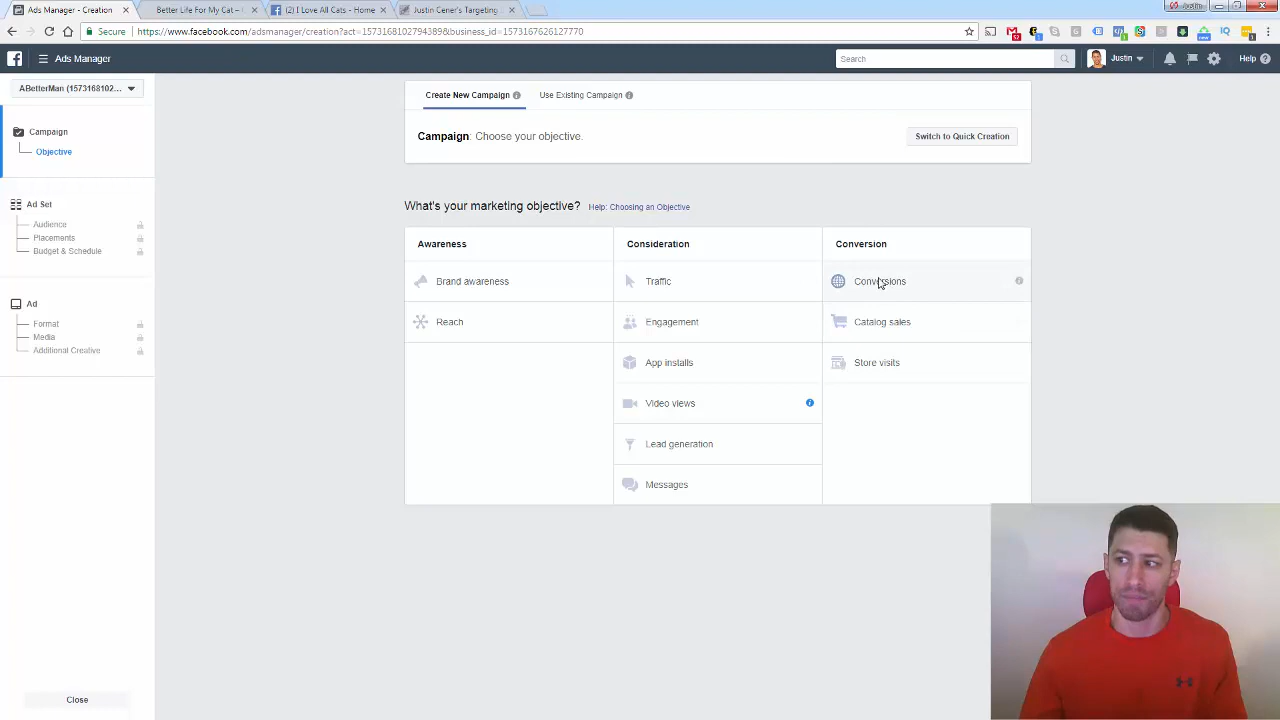 Ads Manager - Creation
Better Life For My Cat –
(2) I Love All Cats - Home
Justin Cener's Targeting
Justin
Secure
https://www.facebook.com/adsmanager/creation?act=1573168102794389&business_id=1573167626127770
Ads Manager
Search
Justin
Help
ABetterMan (1573168102...
Create New Campaign
Use Existing Campaign
Campaign
Objective
Campaign: Choose your objective.
Switch to Quick Creation
Ad Set
Audience
Placements
Budget & Schedule
What's your marketing objective?
Help: Choosing an Objective
Awareness
Consideration
Conversion
Brand awareness
Traffic
Conversions
Reach
Engagement
Catalog sales
App installs
Store visits
Video views
Lead generation
Messages
Ad
Format
Media
Additional Creative
Close